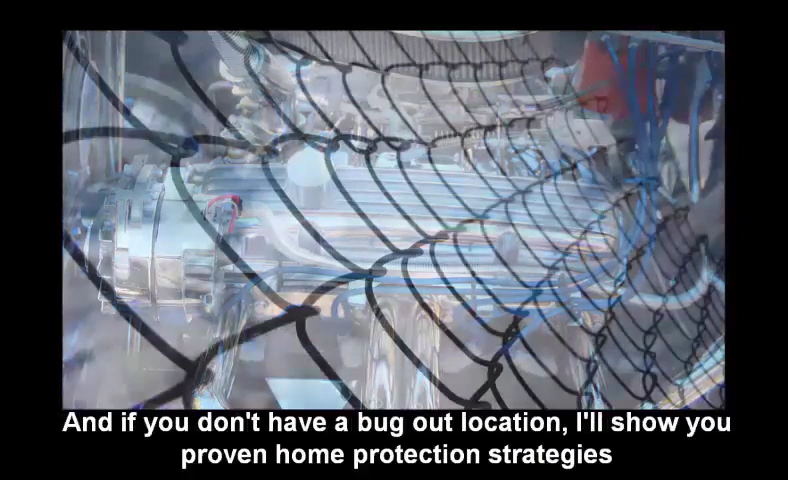 And if you don't have a bug out location, I'll show you
proven home protection strategies